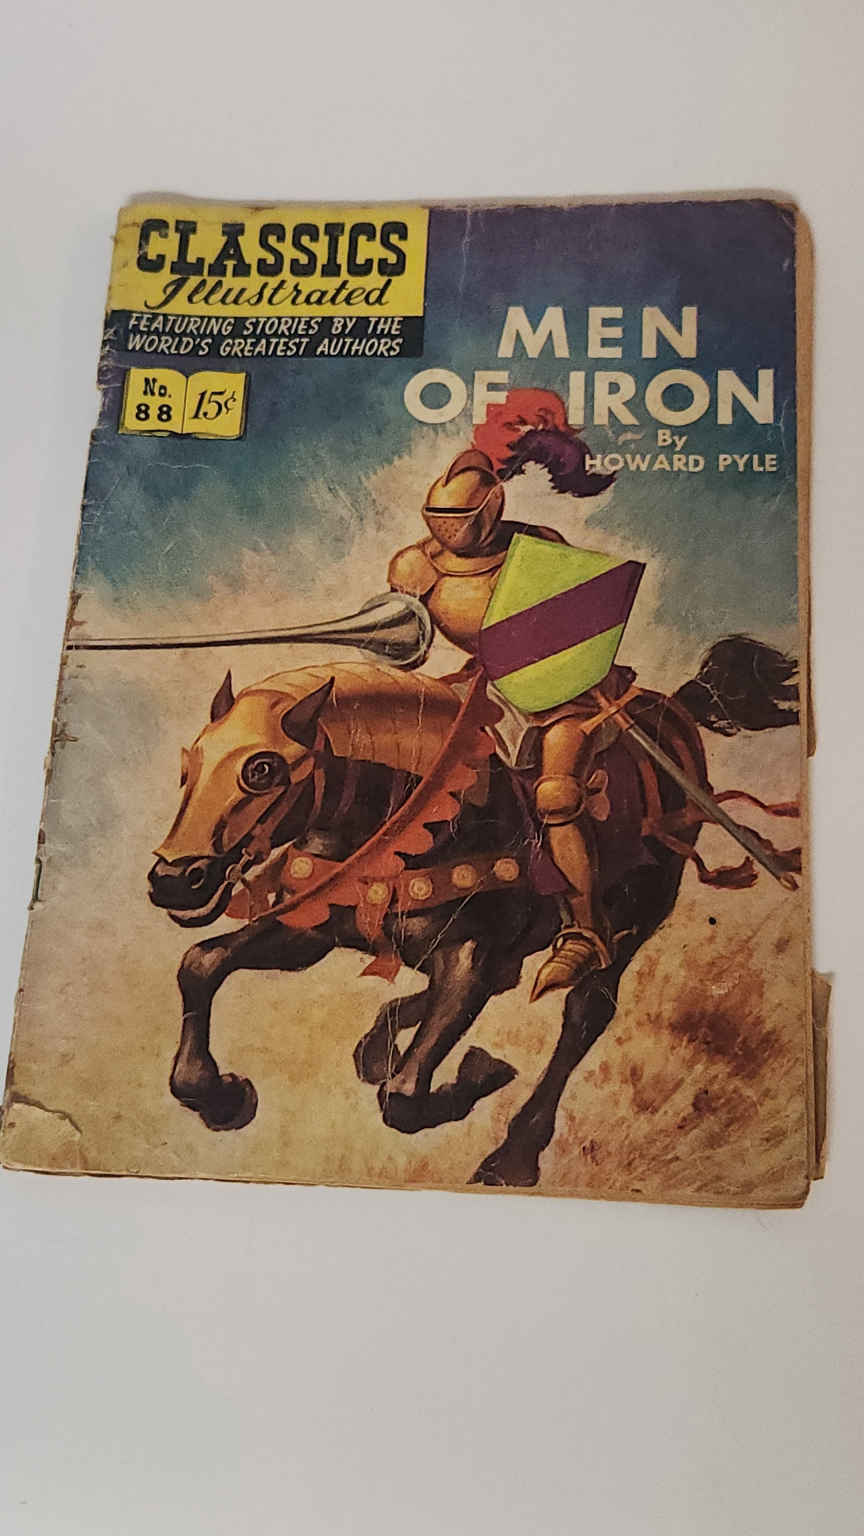 CLASSICS
Illustrated
FEATURING STORIES BY THE
WORLD'S GREATEST AUTHORS
No.
88
15¢
MEN
OF IRON
By
HOWARD PYLE